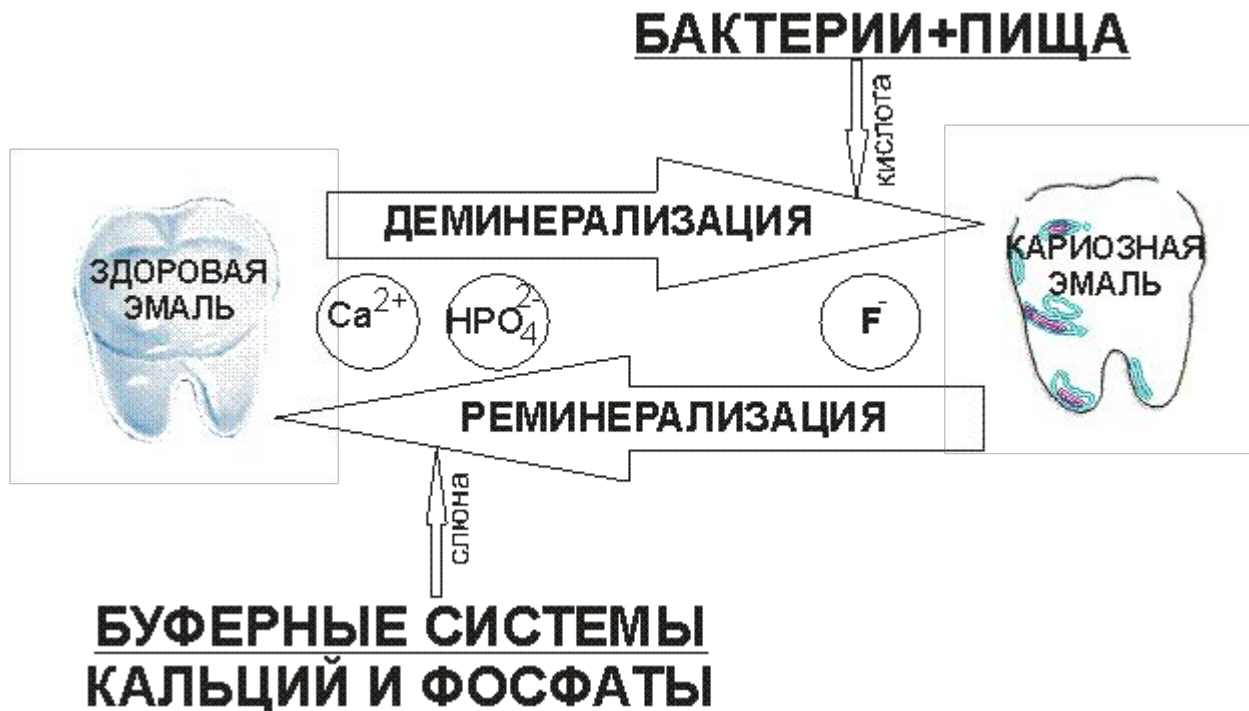 БАКТЕРИИ+ПИЩА
кислота
ДЕМИНЕРАЛИЗАЦИЯ
ЗДОРОВАЯ
ЭМАЛЬ
КАРИОЗНАЯ
ЭМАЛЬ
Ca²⁺
HPO₄²⁻
F⁻
РЕМИНЕРАЛИЗАЦИЯ
слюна
БУФЕРНЫЕ СИСТЕМЫ
КАЛЬЦИЙ И ФОСФАТЫ